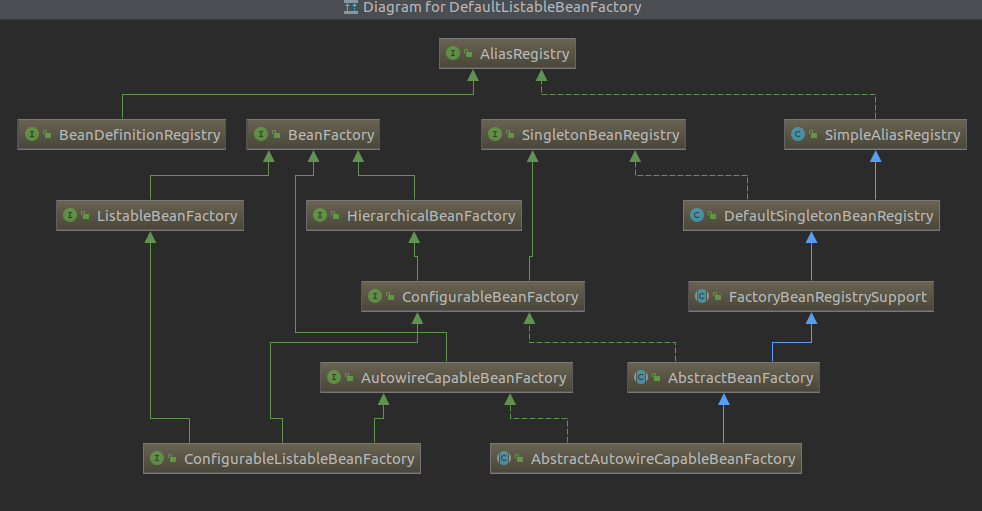 Diagram for DefaultListableBeanFactory
AliasRegistry
BeanDefinitionRegistry
BeanFactory
SingletonBeanRegistry
SimpleAliasRegistry
ListableBeanFactory
HierarchicalBeanFactory
DefaultSingletonBeanRegistry
ConfigurableBeanFactory
FactoryBeanRegistrySupport
AutowireCapableBeanFactory
AbstractBeanFactory
ConfigurableListableBeanFactory
AbstractAutowireCapableBeanFactory